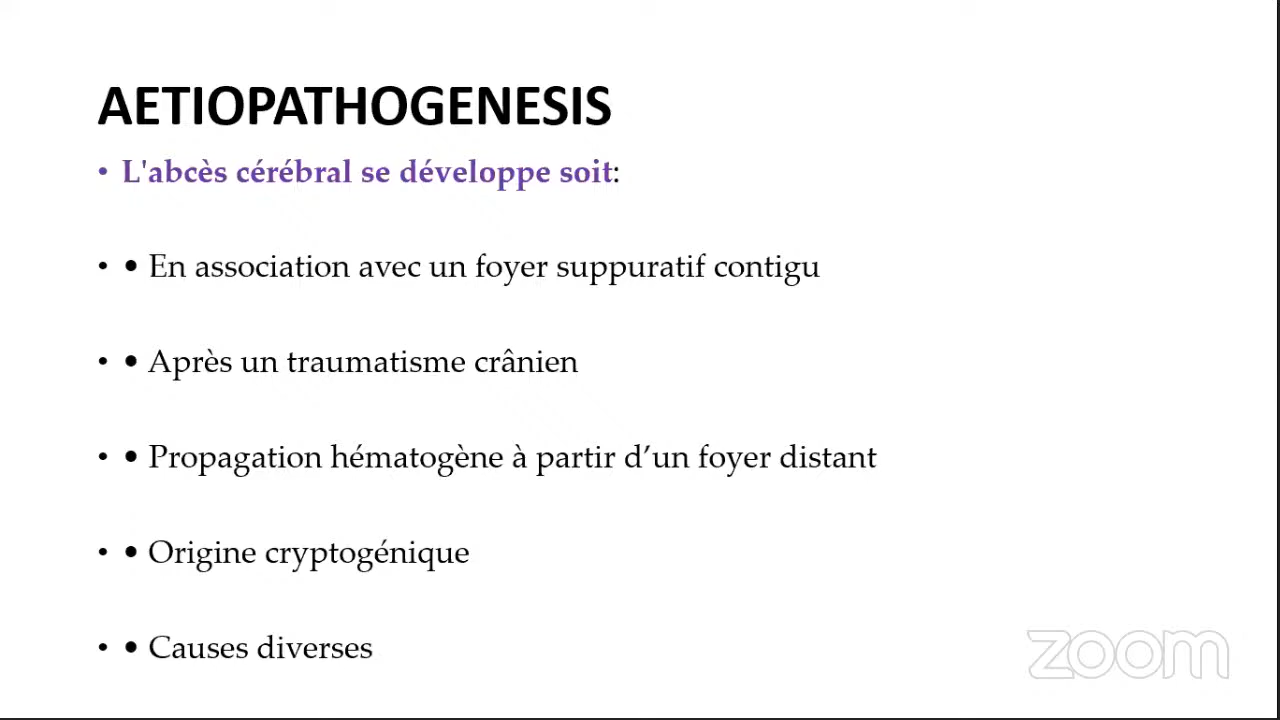 AETIOPATHOGENESIS
• L'abcès cérébral se développe soit:
• • En association avec un foyer suppuratif contigu
• • Après un traumatisme crânien
• • Propagation hématogène à partir d’un foyer distant
• • Origine cryptogénique
• • Causes diverses
zoom